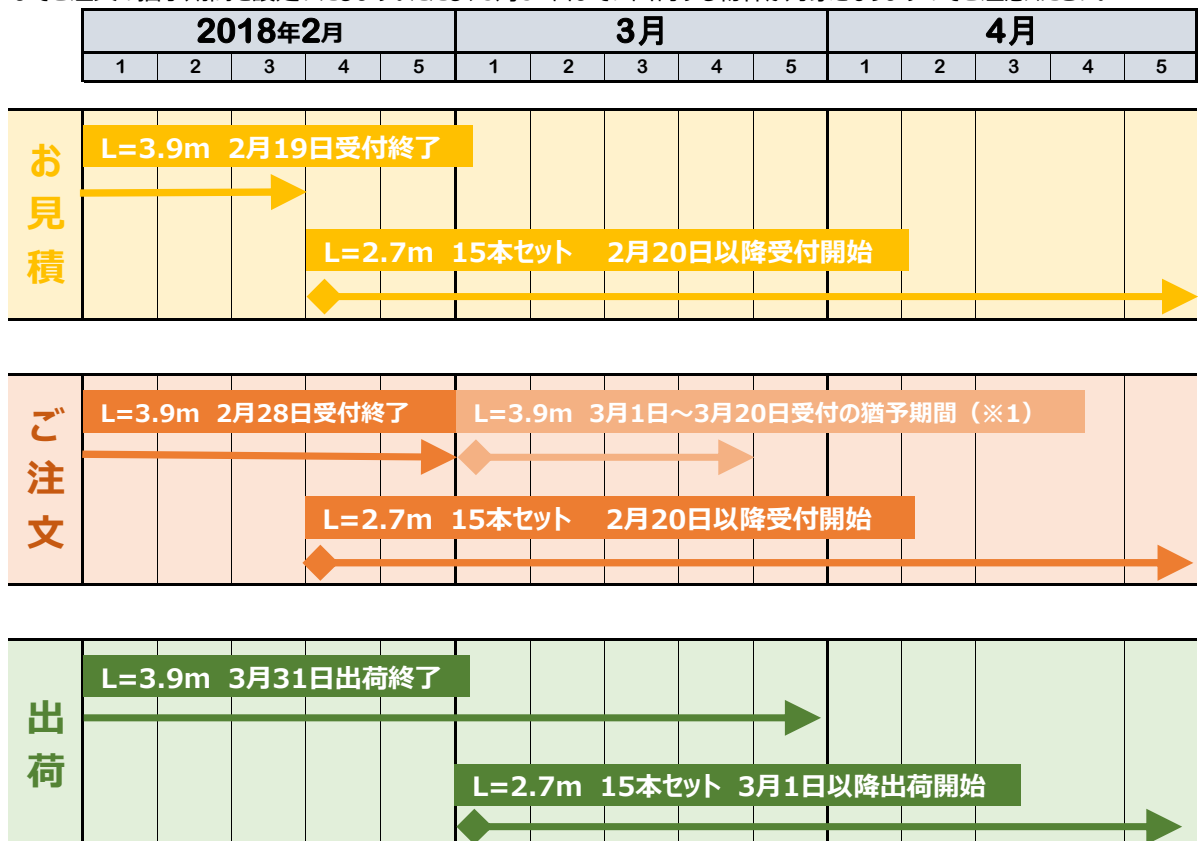 2018年2月 3月 4月
1 2 3 4 5 1 2 3 4 5 1 2 3 4 5
お見積
L=3.9m 2月19日受付終了
L=2.7m 15本セット 2月20日以降受付開始
ご注文
L=3.9m 2月28日受付終了 L=3.9m 3月1日～3月20日受付の猶予期間（※1）
L=2.7m 15本セット 2月20日以降受付開始
出荷
L=3.9m 3月31日出荷終了
L=2.7m 15本セット 3月1日以降出荷開始